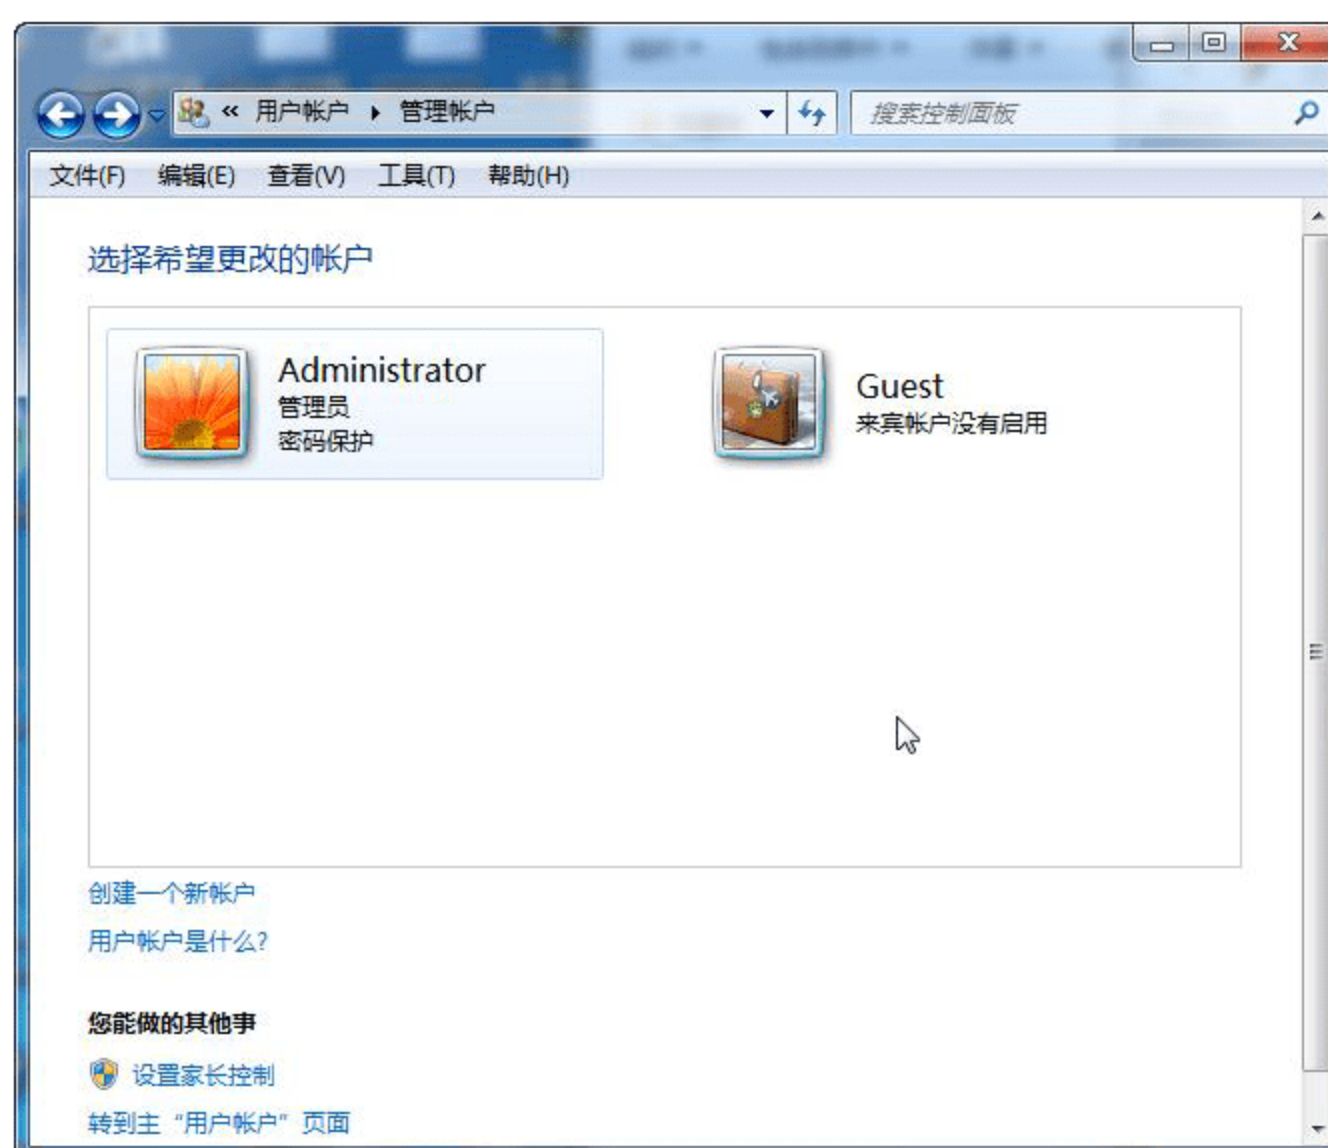 « 用户帐户 ▸ 管理帐户
搜索控制面板
文件(F) 编辑(E) 查看(V) 工具(T) 帮助(H)
选择希望更改的帐户
Administrator
管理员
密码保护
Guest
来宾帐户没有启用
创建一个新帐户
用户帐户是什么?
您能做的其他事
设置家长控制
转到主“用户帐户”页面